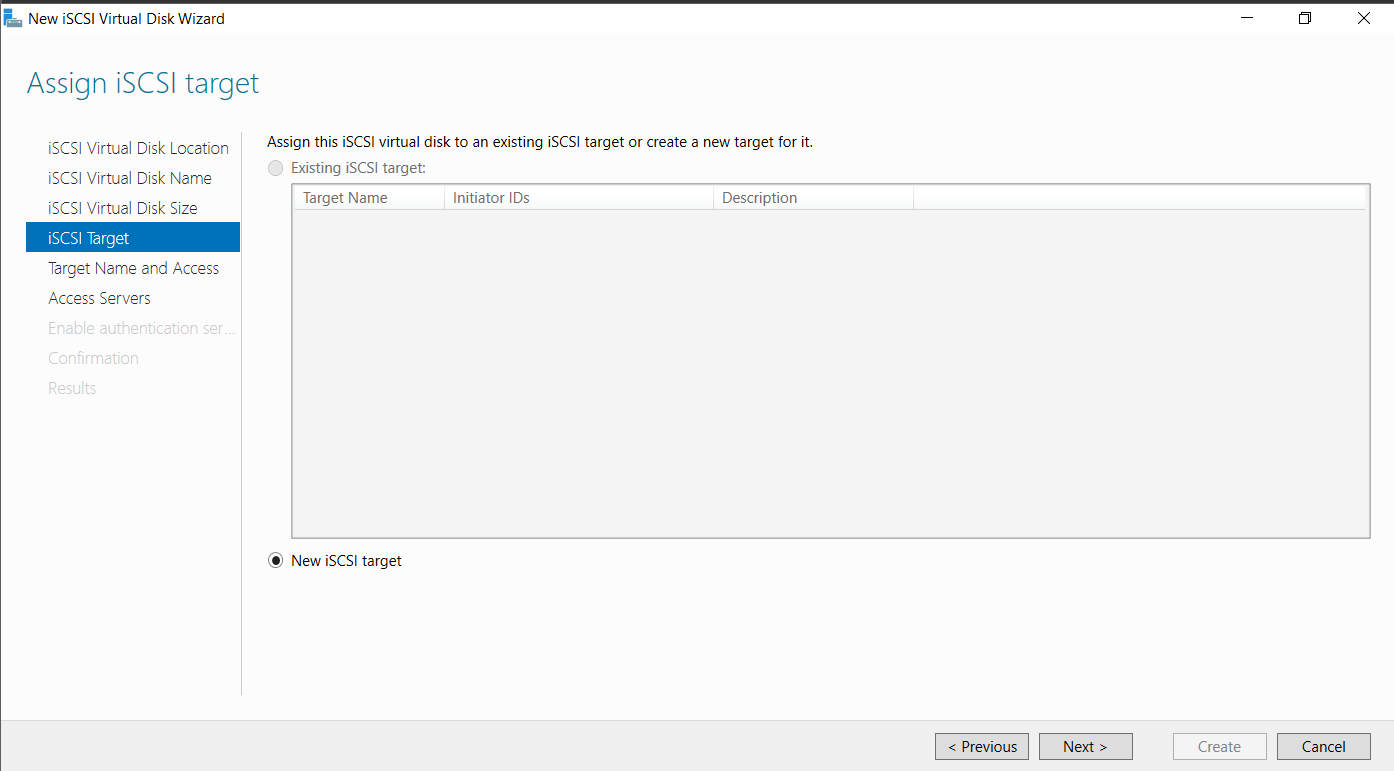 New iSCSI Virtual Disk Wizard
Assign iSCSI target
iSCSI Virtual Disk Location
iSCSI Virtual Disk Name
iSCSI Virtual Disk Size
iSCSI Target
Target Name and Access
Access Servers
Enable authentication ser...
Confirmation
Results
Assign this iSCSI virtual disk to an existing iSCSI target or create a new target for it.
Existing iSCSI target:
Target Name Initiator IDs Description
New iSCSI target
< Previous Next > Create Cancel